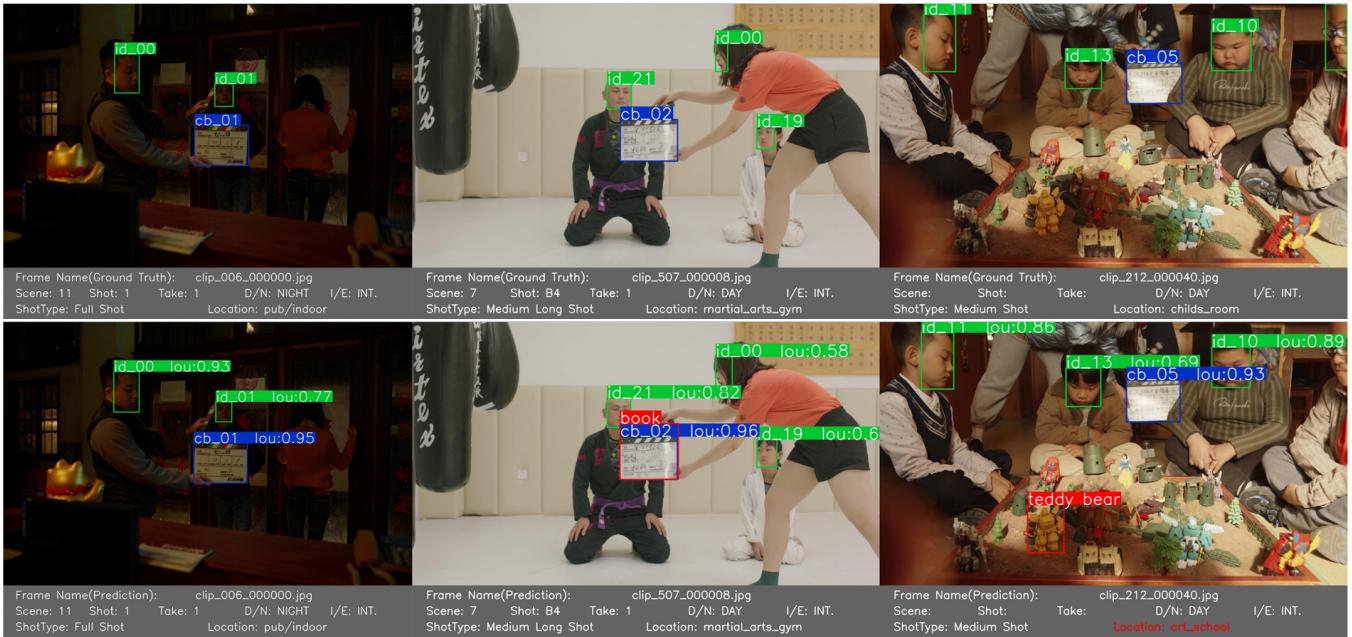 id_00
id_01
cb_01
id_00
id_21
cb_02
id_19
id_11
id_10
id_13
cb_05
Frame Name(Ground Truth): clip_006_000000.jpg
Scene: 11 Shot: 1 Take: 1 D/N: NIGHT I/E: INT.
ShotType: Full Shot Location: pub/indoor
Frame Name(Ground Truth): clip_507_000008.jpg
Scene: 7 Shot: B4 Take: 1 D/N: DAY I/E: INT.
ShotType: Medium Long Shot Location: martial_arts_gym
Frame Name(Ground Truth): clip_212_000040.jpg
Scene: Shot: Take: D/N: DAY I/E: INT.
ShotType: Medium Shot Location: childs_room
id_00 Iou:0.93
id_01 Iou:0.77
cb_01 Iou:0.95
id_00 Iou:0.58
id_21 Iou:0.82
book
cb_02 Iou:0.96
id_19 Iou:0.6
id_11 Iou:0.86
id_10 Iou:0.89
id_13 Iou:0.69
cb_05 Iou:0.93
teddy bear
Frame Name(Prediction): clip_006_000000.jpg
Scene: 11 Shot: 1 Take: 1 D/N: NIGHT I/E: INT.
ShotType: Full Shot Location: pub/indoor
Frame Name(Prediction): clip_507_000008.jpg
Scene: 7 Shot: B4 Take: 1 D/N: DAY I/E: INT.
ShotType: Medium Long Shot Location: martial_arts_gym
Frame Name(Prediction): clip_212_000040.jpg
Scene: Shot: Take: D/N: DAY I/E: INT.
ShotType: Medium Shot Location: art_school